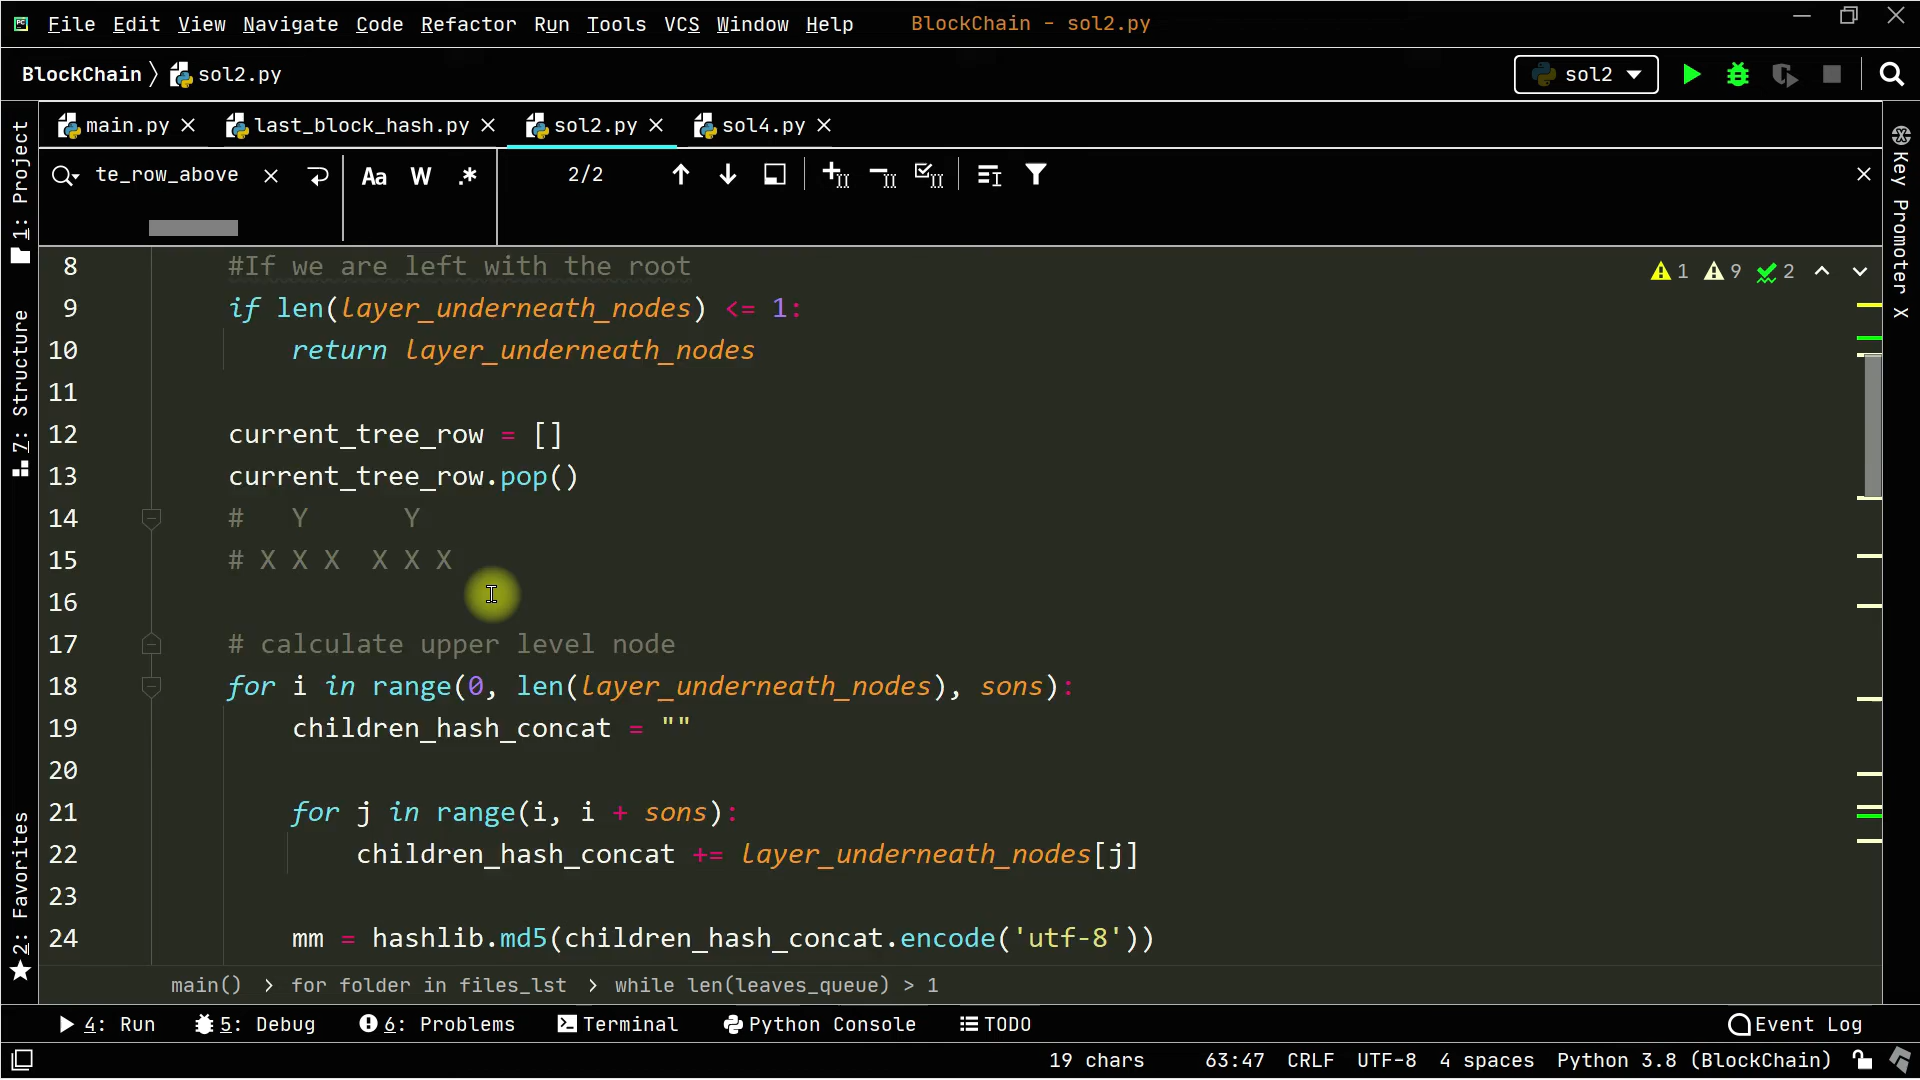 File Edit View Navigate Code Refactor Run Tools VCS Window Help BlockChain - sol2.py
BlockChain sol2.py sol2
main.py last_block_hash.py sol2.py sol4.py
te_row_above Aa W .* 2/2
1: Project
7: Structure
2: Favorites
Key Promoter X
1 9 2
8 #If we are left with the root
9 if len(layer_underneath_nodes) <= 1:
10 return layer_underneath_nodes
11
12 current_tree_row = []
13 current_tree_row.pop()
14 # Y Y
15 # X X X X X X
16
17 # calculate upper level node
18 for i in range(0, len(layer_underneath_nodes), sons):
19 children_hash_concat = ""
20
21 for j in range(i, i + sons):
22 children_hash_concat += layer_underneath_nodes[j]
23
24 mm = hashlib.md5(children_hash_concat.encode('utf-8'))
main() > for folder in files_lst > while len(leaves_queue) > 1
4: Run 5: Debug 6: Problems Terminal Python Console TODO Event Log
19 chars 63:47 CRLF UTF-8 4 spaces Python 3.8 (BlockChain)